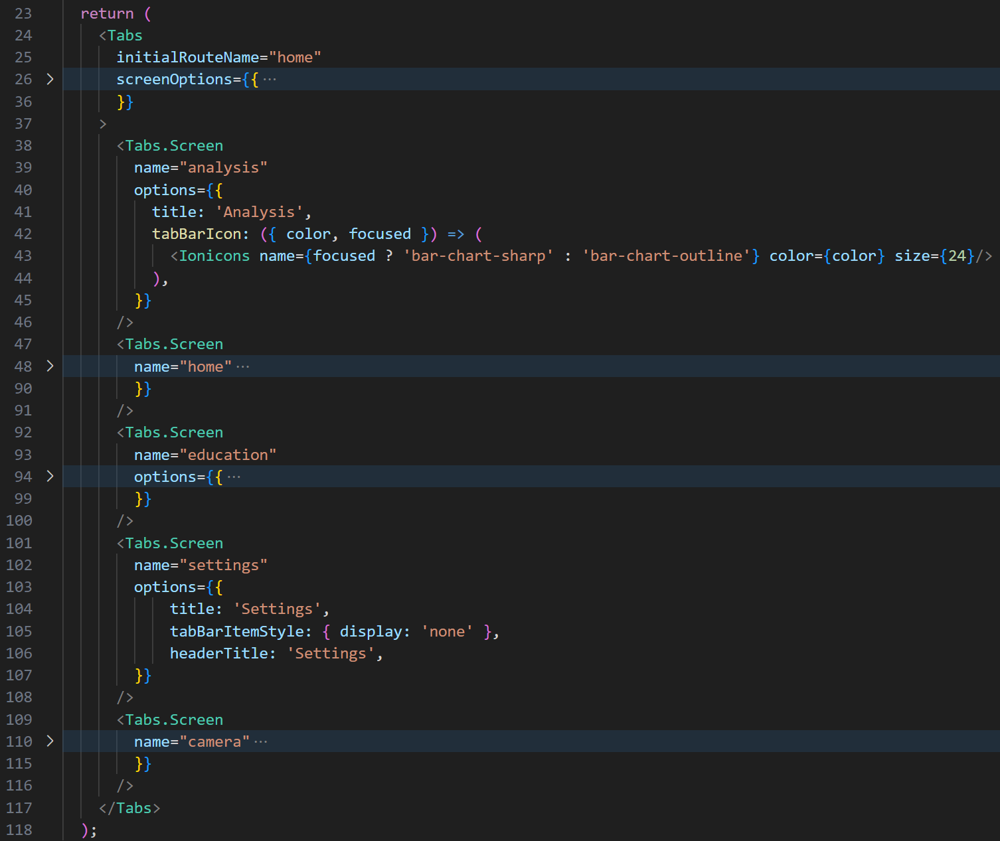 23 return (
24 <Tabs
25 initialRouteName="home"
26 > screenOptions={{ ···
36 }}
37 >
38 <Tabs.Screen
39 name="analysis"
40 options={{
41 title: 'Analysis',
42 tabBarIcon: ({ color, focused }) => (
43 <Ionicons name={focused ? 'bar-chart-sharp' : 'bar-chart-outline'} color={color} size={24}/>
44 ),
45 }}
46 />
47 <Tabs.Screen
48 > name="home" ···
90 }}
91 />
92 <Tabs.Screen
93 name="education"
94 > options={{ ···
99 }}
100 />
101 <Tabs.Screen
102 name="settings"
103 options={{
104 title: 'Settings',
105 tabBarItemStyle: { display: 'none' },
106 headerTitle: 'Settings',
107 }}
108 />
109 <Tabs.Screen
110 > name="camera" ···
115 }}
116 />
117 </Tabs>
118 );